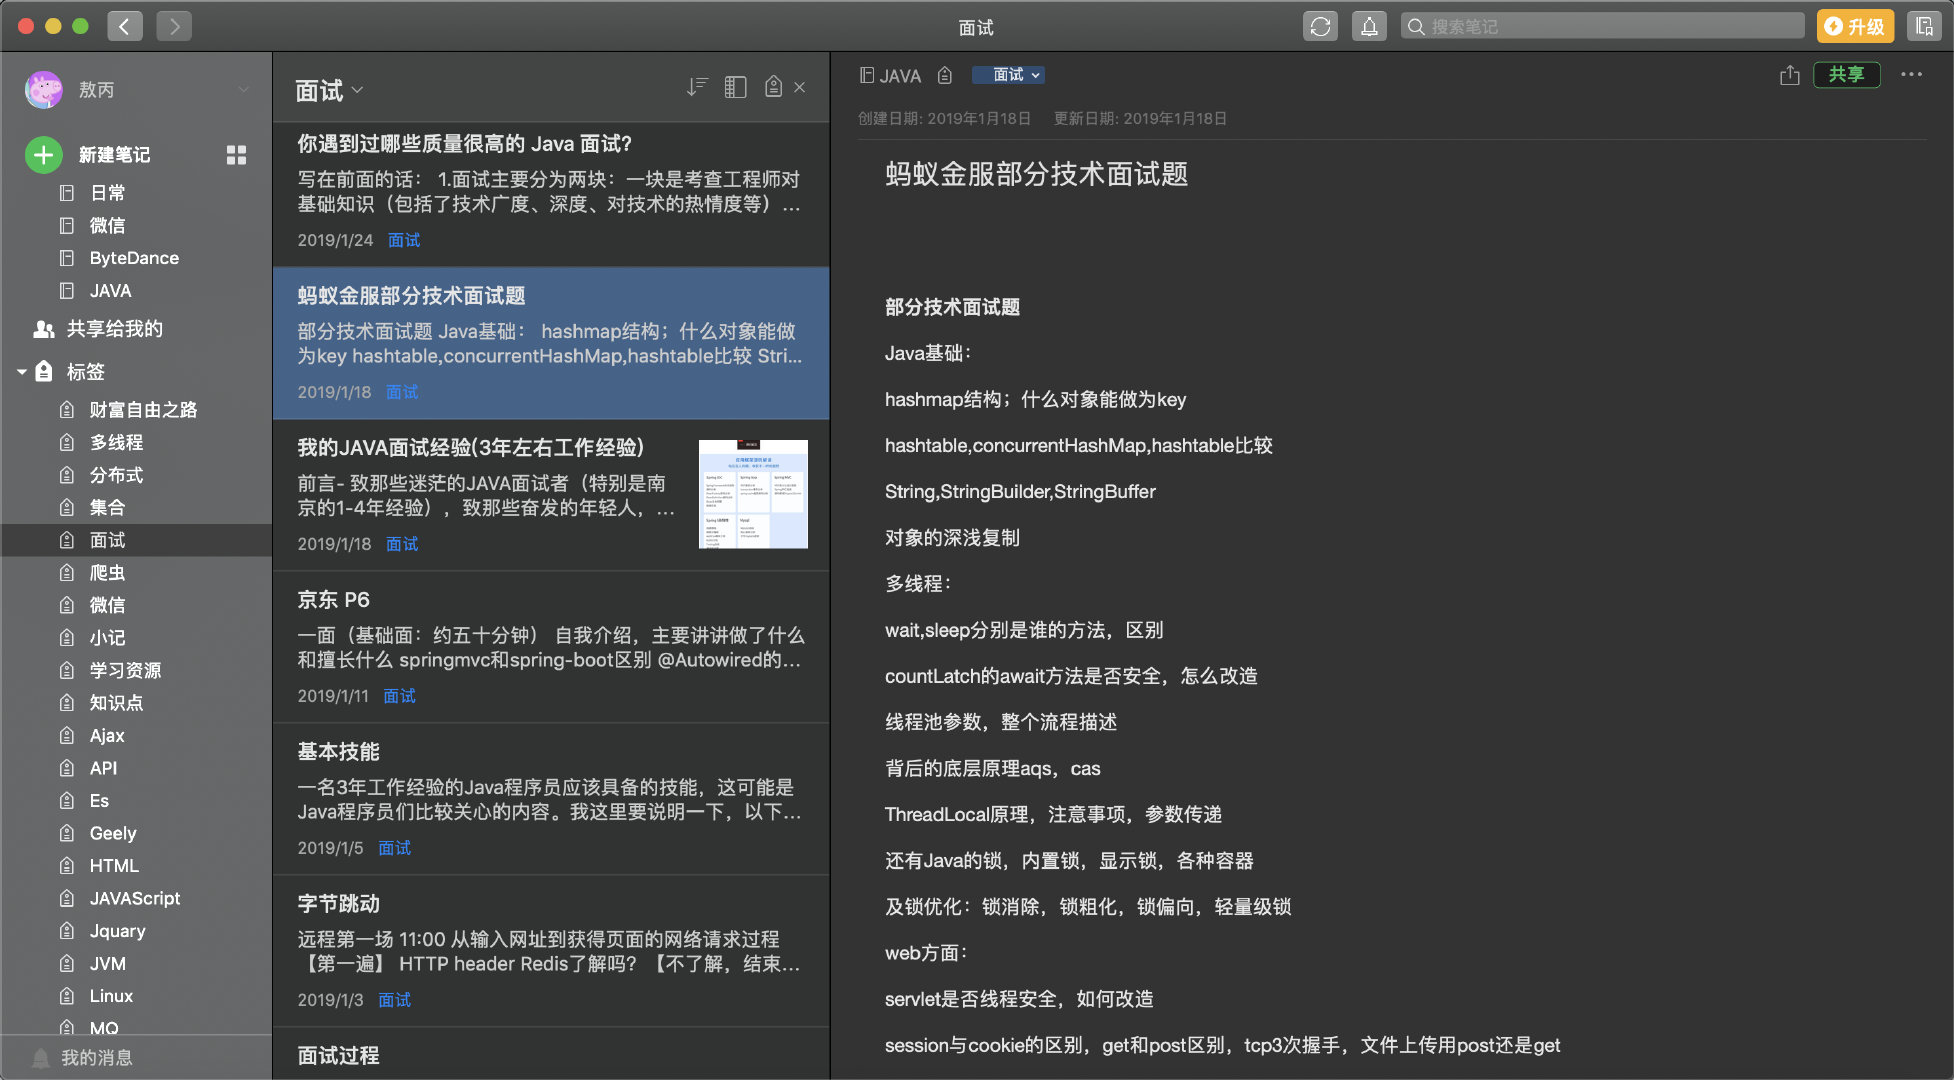 面试
搜索笔记
升级
敖丙
新建笔记
日常
微信
ByteDance
JAVA
共享给我的
标签
财富自由之路
多线程
分布式
集合
面试
爬虫
微信
小记
学习资源
知识点
Ajax
API
Es
Geely
HTML
JAVAScript
Jquary
JVM
Linux
MQ
我的消息
面试
你遇到过哪些质量很高的 Java 面试?
写在前面的话： 1.面试主要分为两块：一块是考查工程师对
基础知识（包括了技术广度、深度、对技术的热情度等）...
2019/1/24 面试
蚂蚁金服部分技术面试题
部分技术面试题 Java基础： hashmap结构；什么对象能做
为key hashtable,concurrentHashMap,hashtable比较 Stri...
2019/1/18 面试
我的JAVA面试经验(3年左右工作经验)
前言- 致那些迷茫的JAVA面试者（特别是南
京的1-4年经验），致那些奋发的年轻人，...
2019/1/18 面试
京东 P6
一面（基础面：约五十分钟） 自我介绍，主要讲讲做了什么
和擅长什么 springmvc和spring-boot区别 @Autowired的...
2019/1/11 面试
基本技能
一名3年工作经验的Java程序员应该具备的技能，这可能是
Java程序员们比较关心的内容。我这里要说明一下，以下...
2019/1/5 面试
字节跳动
远程第一场 11:00 从输入网址到获得页面的网络请求过程
【第一遍】 HTTP header Redis了解吗？【不了解，结束...
2019/1/3 面试
面试过程
JAVA 面试 共享
创建日期: 2019年1月18日 更新日期: 2019年1月18日
蚂蚁金服部分技术面试题
部分技术面试题
Java基础：
hashmap结构；什么对象能做为key
hashtable,concurrentHashMap,hashtable比较
String,StringBuilder,StringBuffer
对象的深浅复制
多线程：
wait,sleep分别是谁的方法，区别
countLatch的await方法是否安全，怎么改造
线程池参数，整个流程描述
背后的底层原理aqs，cas
ThreadLocal原理，注意事项，参数传递
还有Java的锁，内置锁，显示锁，各种容器
及锁优化：锁消除，锁粗化，锁偏向，轻量级锁
web方面：
servlet是否线程安全，如何改造
session与cookie的区别，get和post区别，tcp3次握手，文件上传用post还是get